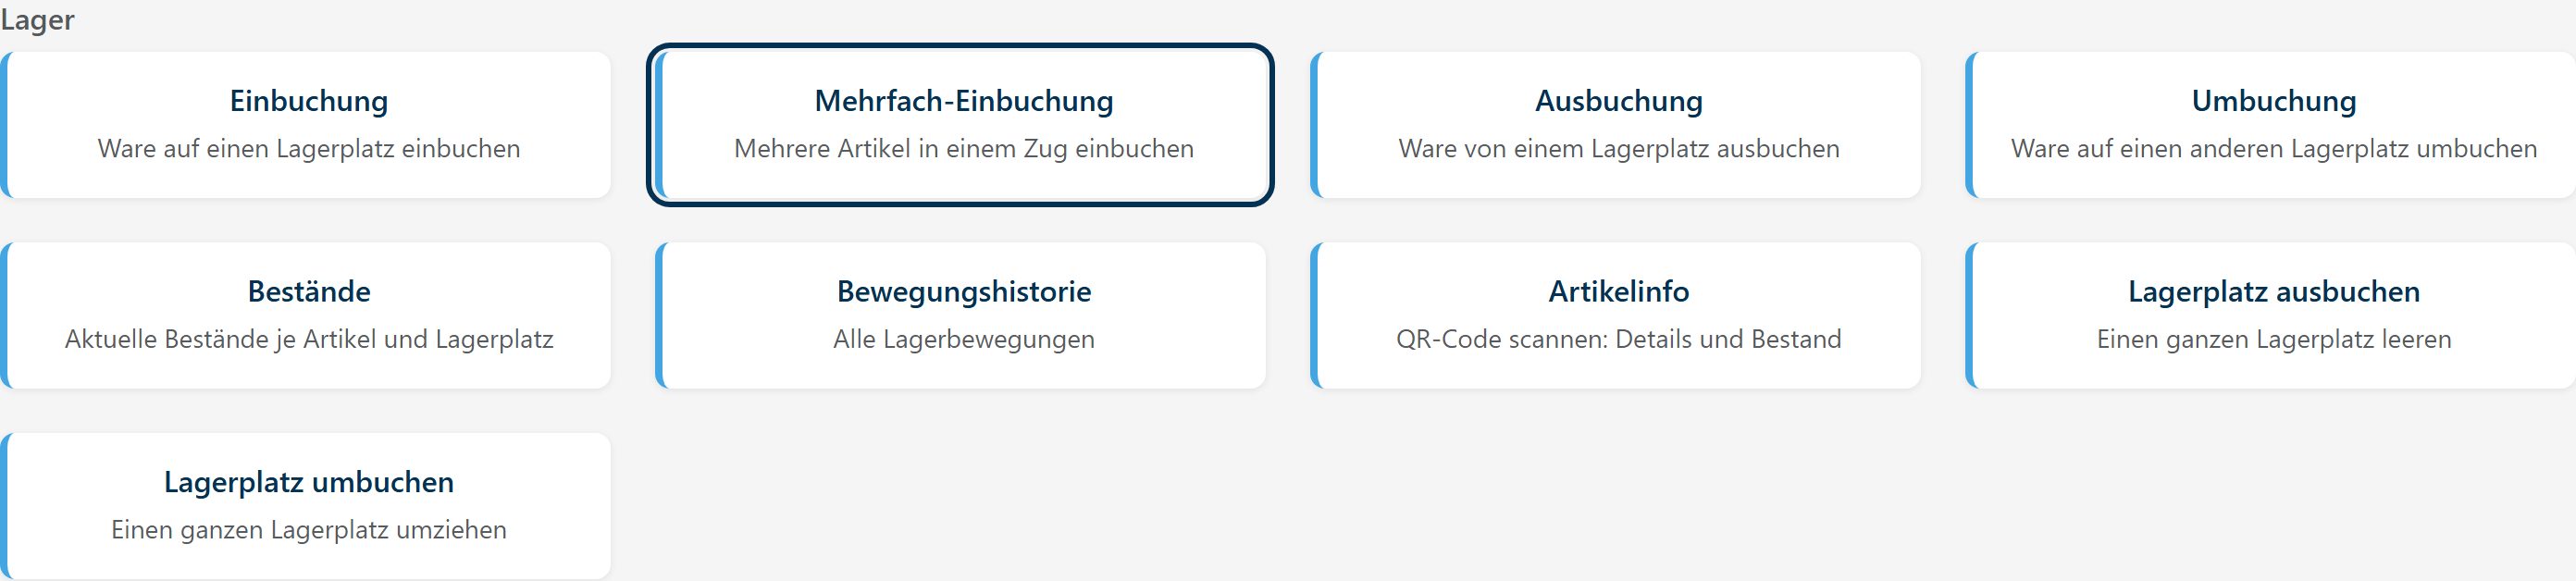 Lager
Einbuchung
Ware auf einen Lagerplatz einbuchen
Mehrfach-Einbuchung
Mehrere Artikel in einem Zug einbuchen
Ausbuchung
Ware von einem Lagerplatz ausbuchen
Umbuchung
Ware auf einen anderen Lagerplatz umbuchen
Bestände
Aktuelle Bestände je Artikel und Lagerplatz
Bewegungshistorie
Alle Lagerbewegungen
Artikelinfo
QR-Code scannen: Details und Bestand
Lagerplatz ausbuchen
Einen ganzen Lagerplatz leeren
Lagerplatz umbuchen
Einen ganzen Lagerplatz umziehen